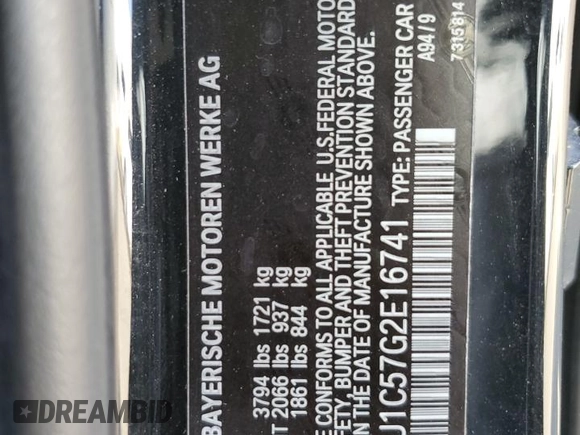 BAYERISCHE MOTOREN WERKE AG
3794 lbs 1721 kg
T 2066 lbs 937 kg
1861 lbs 844 kg
E CONFORMS TO ALL APPLICABLE U.S. FEDERAL MOTO
FETY, BUMPER AND THEFT PREVENTION STANDARD
N THE DATE OF MANUFACTURE SHOWN ABOVE.
J1C57G2E16741 TYPE: PASSENGER CAR
A94 / 9
7315 814
DREAMBID